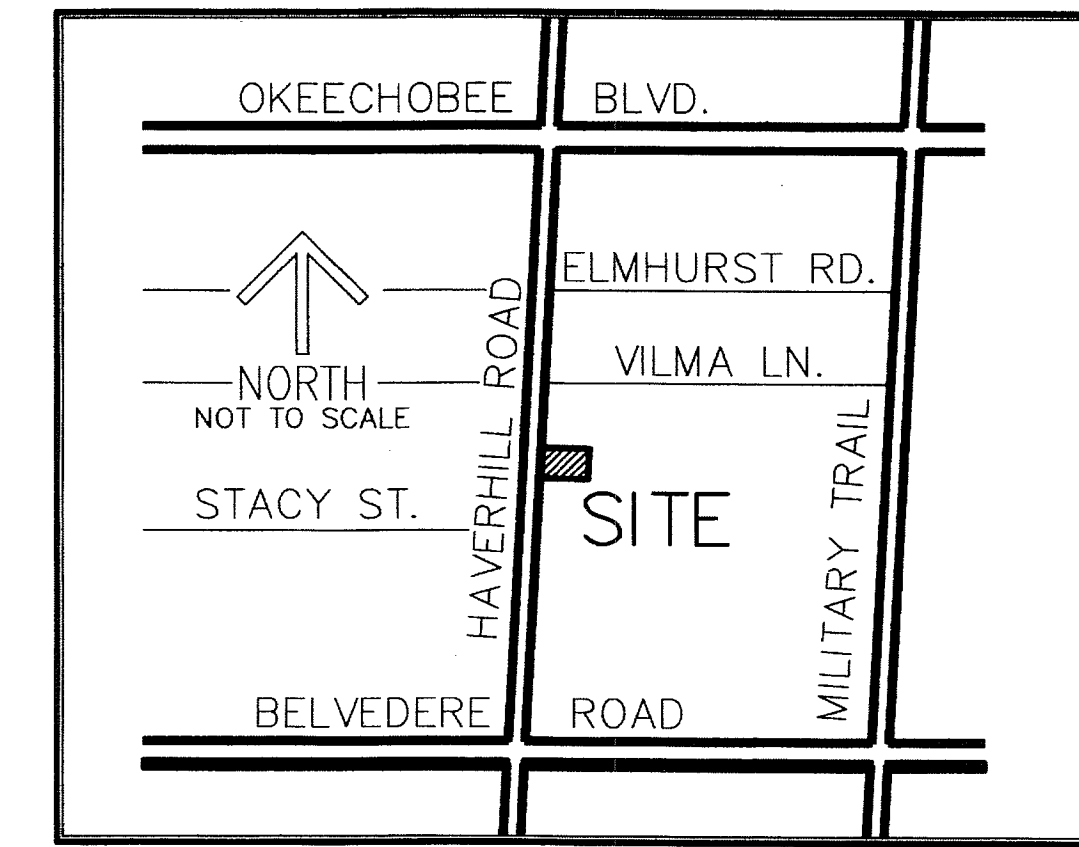 OKEECHOBEE BLVD.
ELMHURST RD.
HAVERHILL ROAD
VILMA LN.
NORTH
NOT TO SCALE
MILITARY TRAIL
STACY ST.
SITE
BELVEDERE ROAD